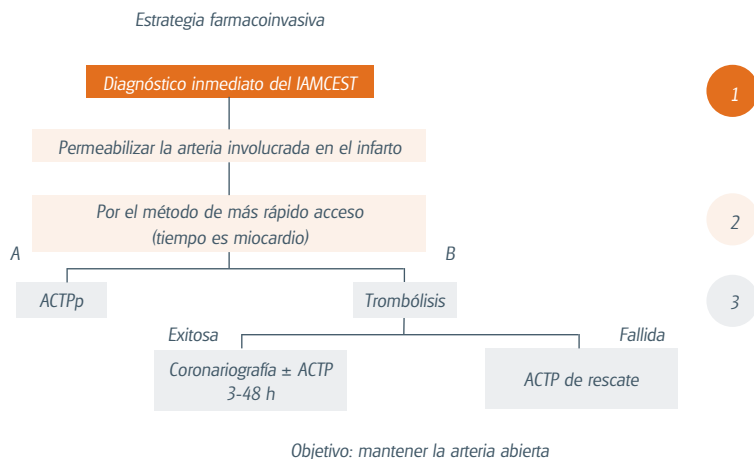 Estrategia farmacoinvasiva
Diagnóstico inmediato del IAMCEST
1
Permeabilizar la arteria involucrada en el infarto
Por el método de más rápido acceso
(tiempo es miocardio)
2
A
B
ACTPp
Trombólisis
3
Exitosa
Fallida
Coronariografía ± ACTP
3-48 h
ACTP de rescate
Objetivo: mantener la arteria abierta